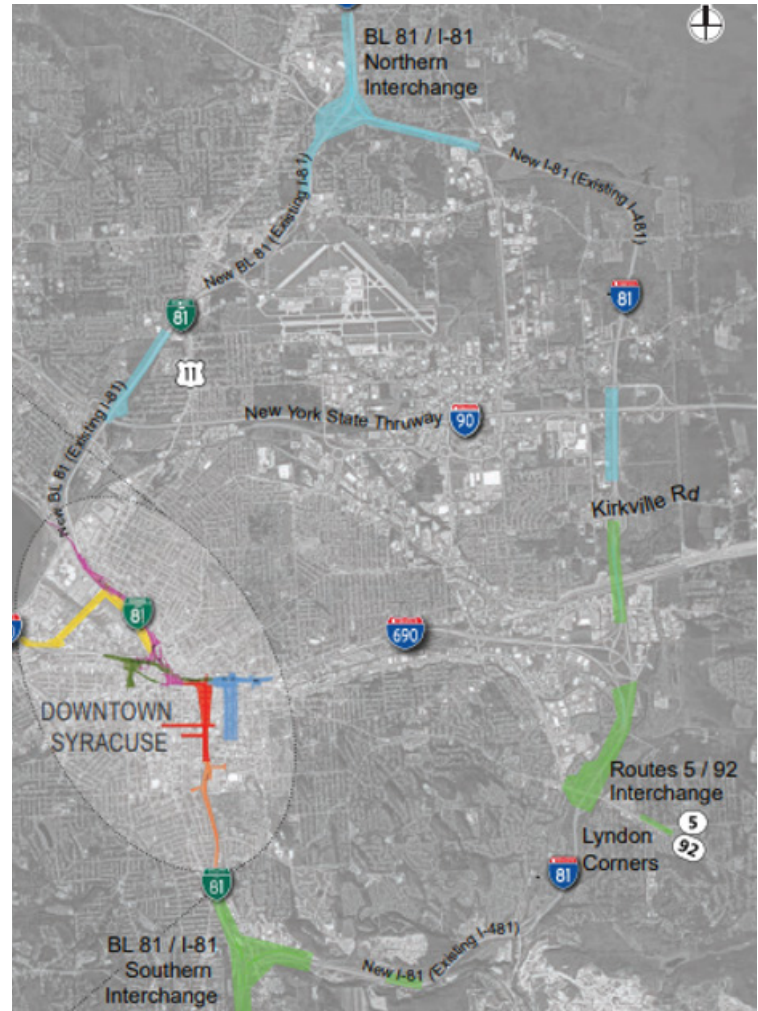 BL 81 / I-81
Northern
Interchange
New I-81 (Existing I-481)
New BL 81 (Existing I-81)
81
81
11
New York State Thruway
90
New BL 81 (Existing I-81)
Kirkville Rd
81
690
DOWNTOWN
SYRACUSE
Routes 5 / 92
Interchange
5
92
Lyndon
Corners
81
81
BL 81 / I-81
Southern
Interchange
New I-81 (Existing I-481)